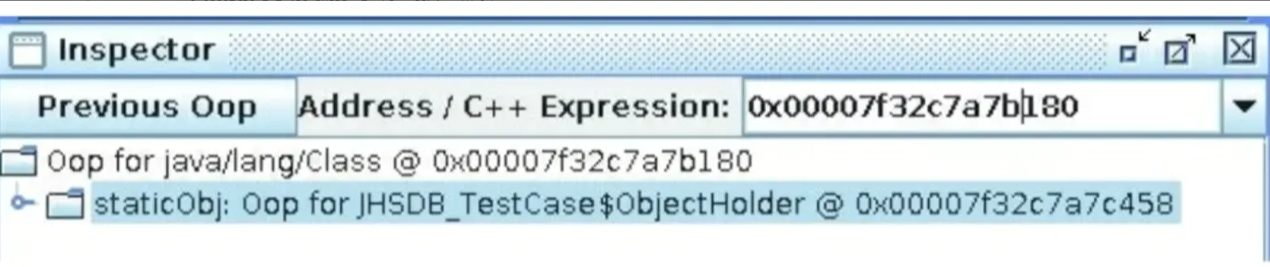 Inspector
Previous Oop Address / C++ Expression: 0x00007f32c7a7b180
Oop for java/lang/Class @ 0x00007f32c7a7b180
staticObj: Oop for JHSDB_TestCase$ObjectHolder @ 0x00007f32c7a7c458